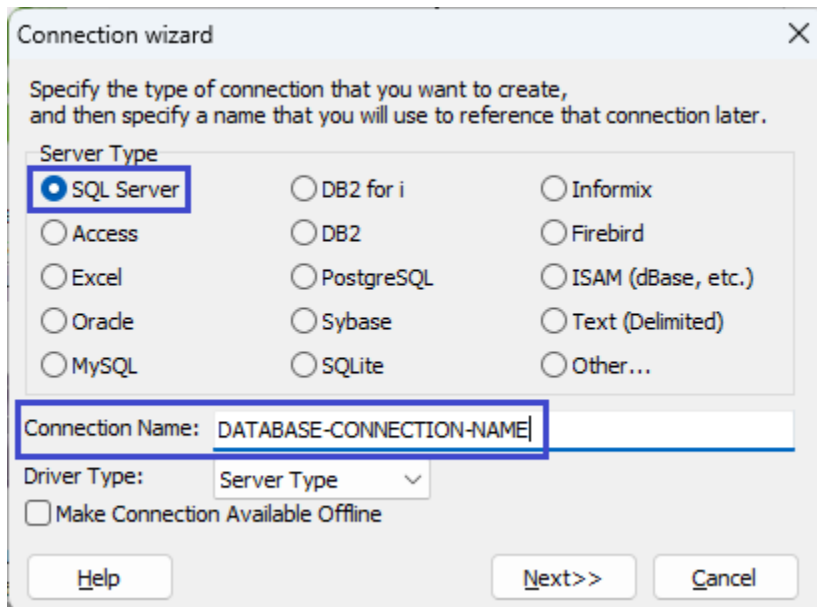 Connection wizard
Specify the type of connection that you want to create,
and then specify a name that you will use to reference that connection later.
Server Type
SQL Server
DB2 for i
Informix
Access
DB2
Firebird
Excel
PostgreSQL
ISAM (dBase, etc.)
Oracle
Sybase
Text (Delimited)
MySQL
SQLite
Other...
Connection Name: DATABASE-CONNECTION-NAME
Driver Type: Server Type
Make Connection Available Offline
Help Next>> Cancel